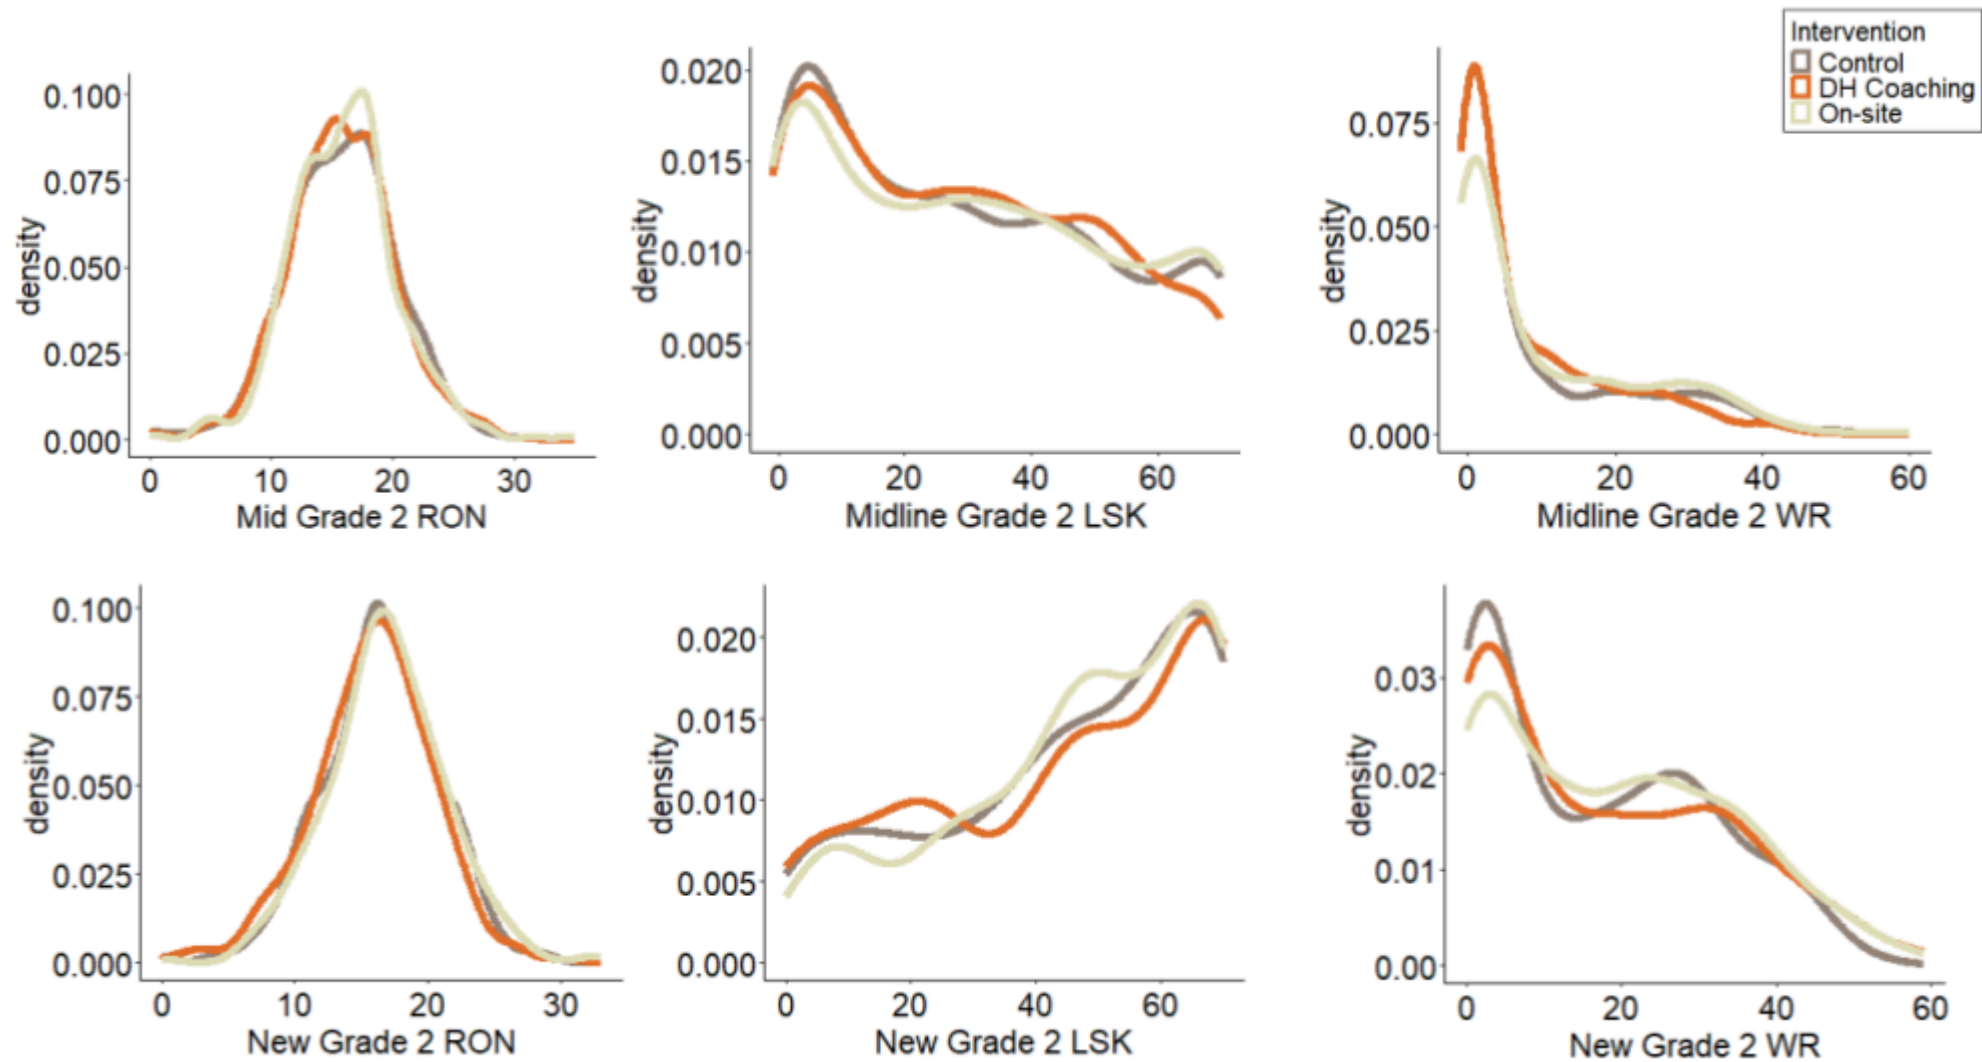 Intervention
Control
DH Coaching
On-site
0.100
0.075
0.050
0.025
0.000
density
0 10 20 30
Mid Grade 2 RON
0.020
0.015
0.010
0.005
0.000
density
0 20 40 60
Midline Grade 2 LSK
0.075
0.050
0.025
0.000
density
0 20 40 60
Midline Grade 2 WR
0.100
0.075
0.050
0.025
0.000
density
0 10 20 30
New Grade 2 RON
0.020
0.015
0.010
0.005
0.000
density
0 20 40 60
New Grade 2 LSK
0.03
0.02
0.01
0.00
density
0 20 40 60
New Grade 2 WR